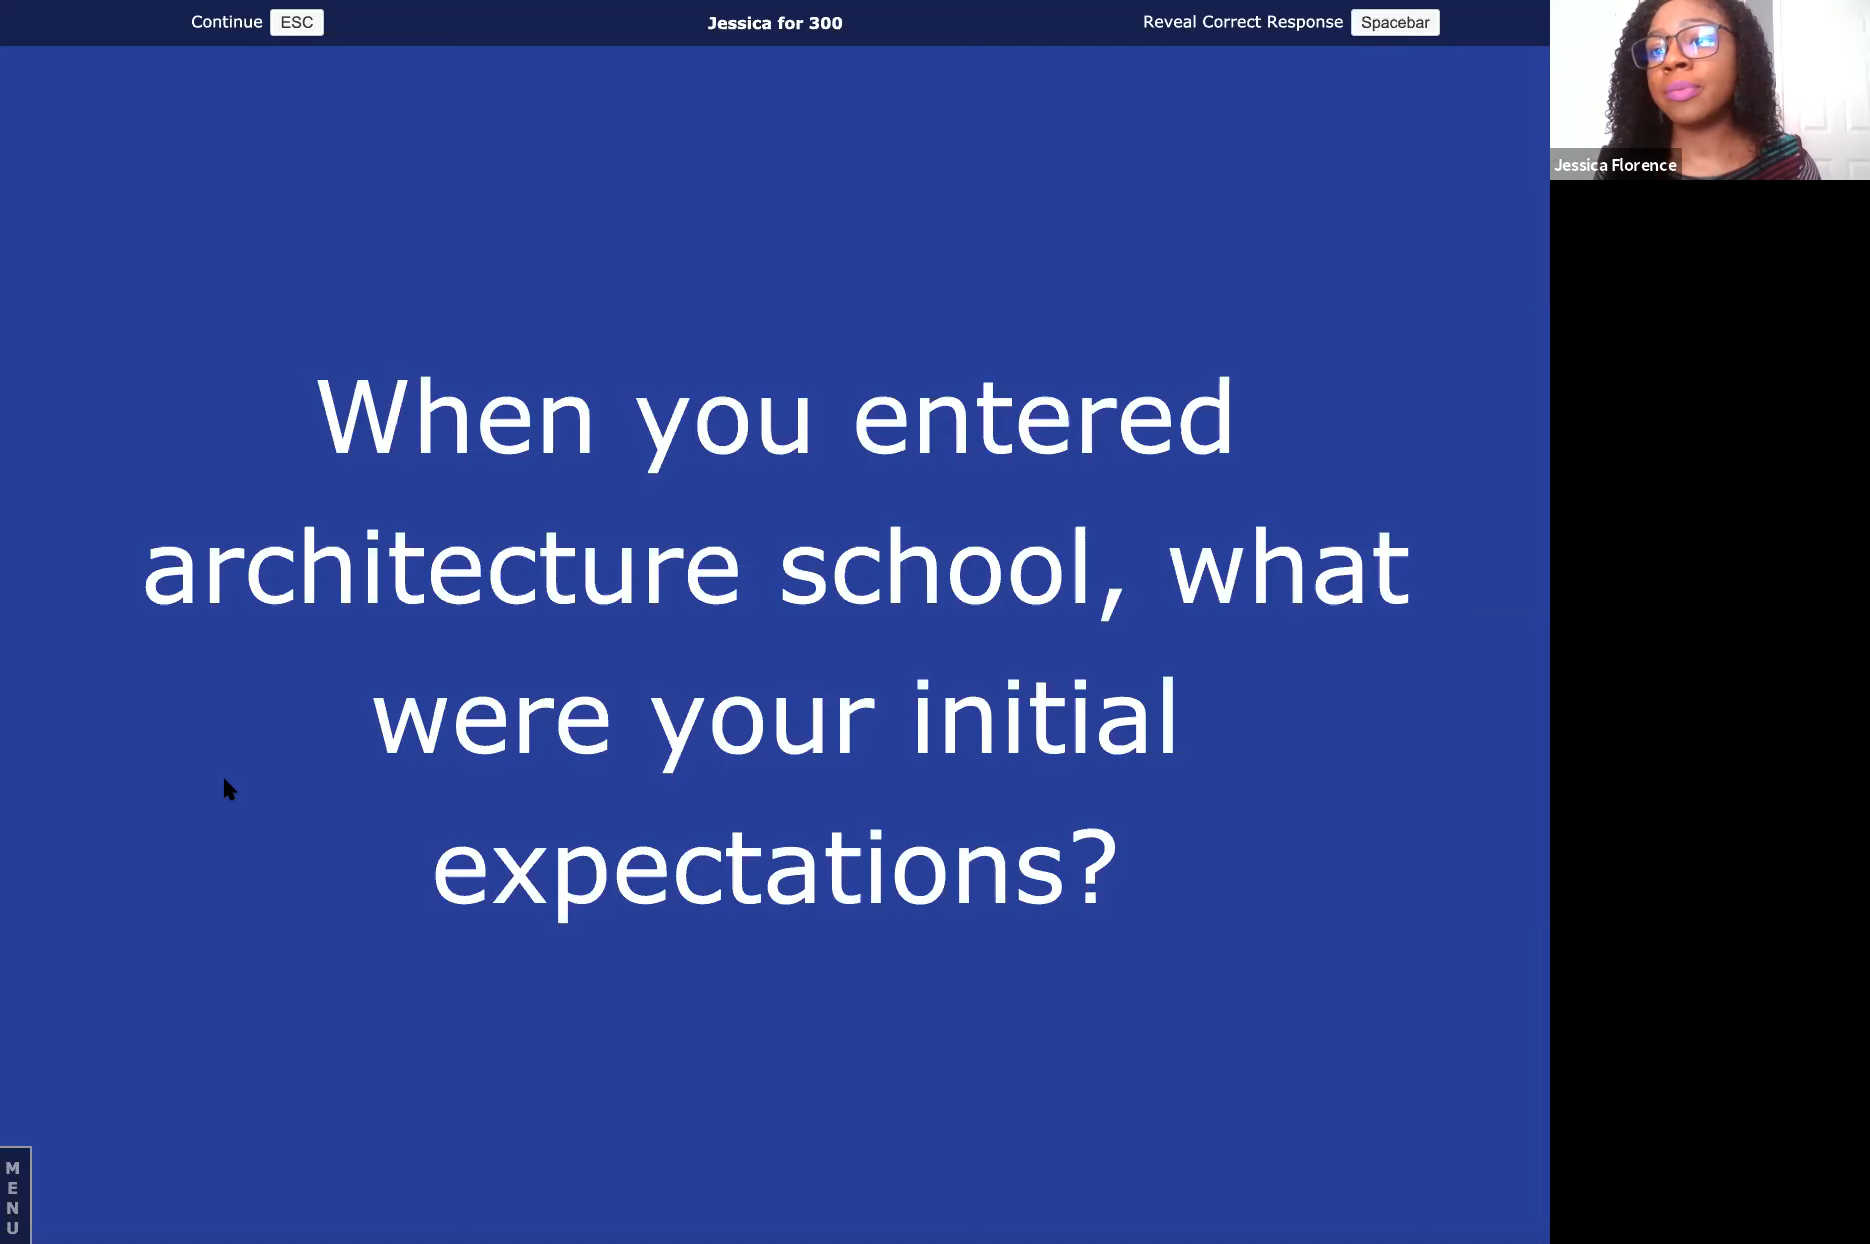 Continue ESC
Jessica for 300
Reveal Correct Response Spacebar
Jessica Florence
When you entered
architecture school, what
were your initial
expectations?
MENU